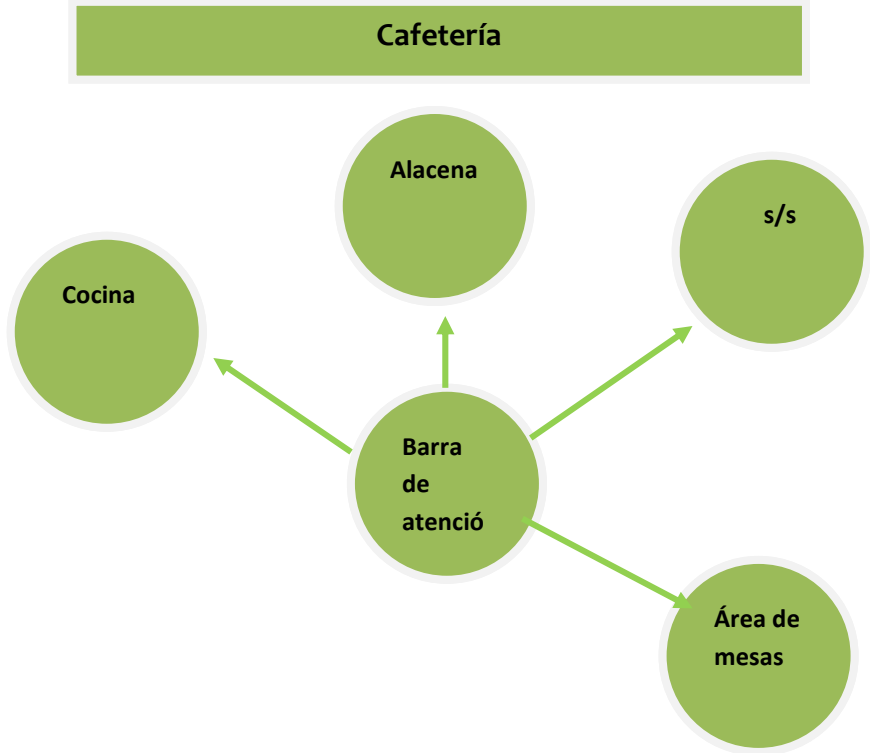 Cafetería
Alacena
s/s
Cocina
Barra
de
atenció
Área de
mesas